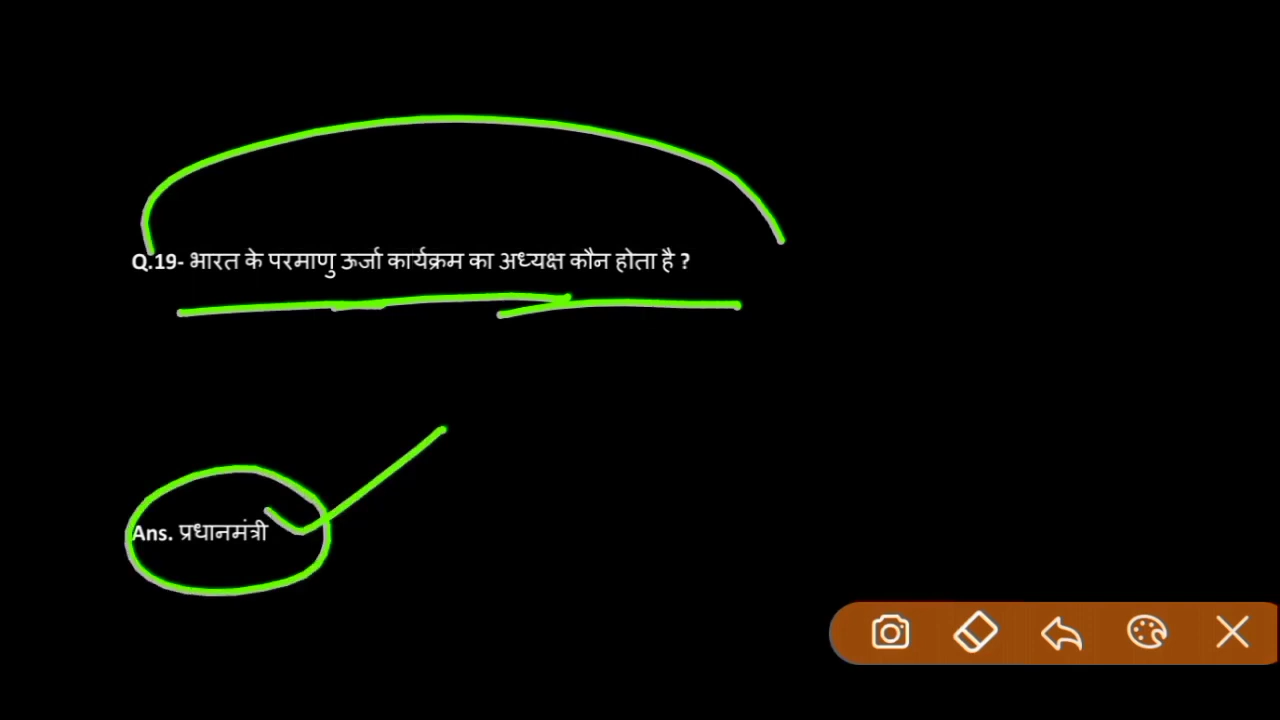 Q.19- भारत के परमाणु ऊर्जा कार्यक्रम का अध्यक्ष कौन होता है ?
Ans. प्रधानमंत्री